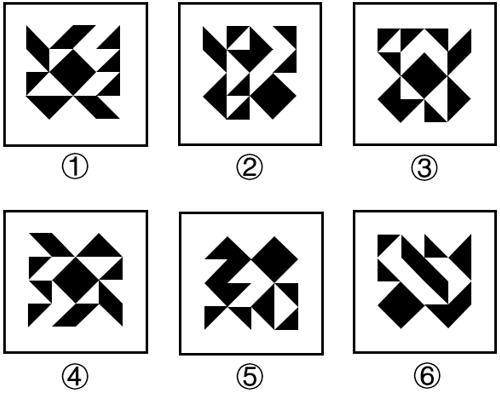 ① ② ③
④ ⑤ ⑥